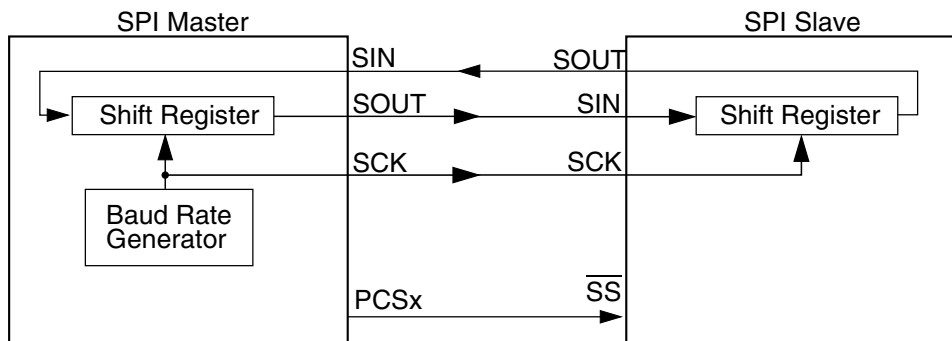 SPI Master
SPI Slave
SIN
SOUT
Shift Register
SOUT
SIN
Shift Register
SCK
SCK
Baud Rate
Generator
PCSx
SS